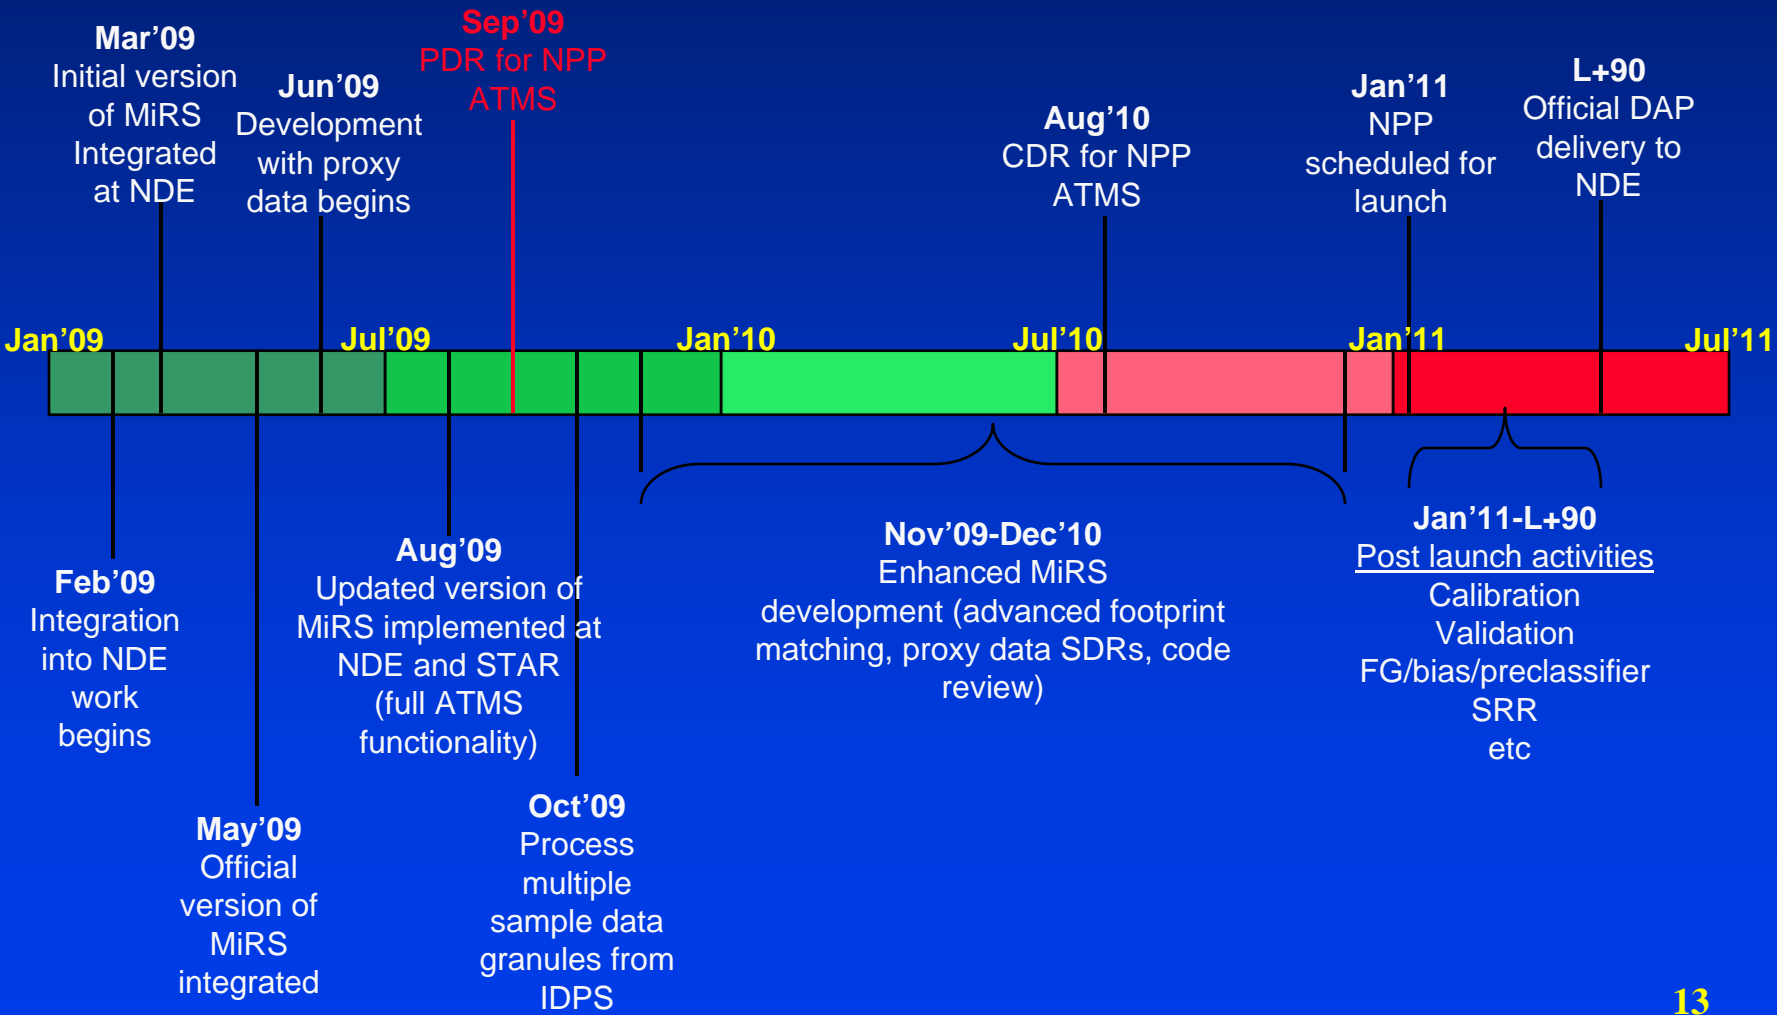 Mar’09
Initial version
of MiRS
Integrated
at NDE
Jun’09
Development
with proxy
data begins
Sep’09
PDR for NPP
ATMS
Aug’10
CDR for NPP
ATMS
Jan’11
NPP
scheduled for
launch
L+90
Official DAP
delivery to
NDE
Jan’09
Jul’09
Jan’10
Jul’10
Jan’11
Jul’11
Feb’09
Integration
into NDE
work
begins
May’09
Official
version of
MiRS
integrated
Aug’09
Updated version of
MiRS implemented at
NDE and STAR
(full ATMS
functionality)
Oct’09
Process
multiple
sample data
granules from
IDPS
Nov’09-Dec’10
Enhanced MiRS
development (advanced footprint
matching, proxy data SDRs, code
review)
Jan’11-L+90
Post launch activities
Calibration
Validation
FG/bias/preclassifier
SRR
etc
13